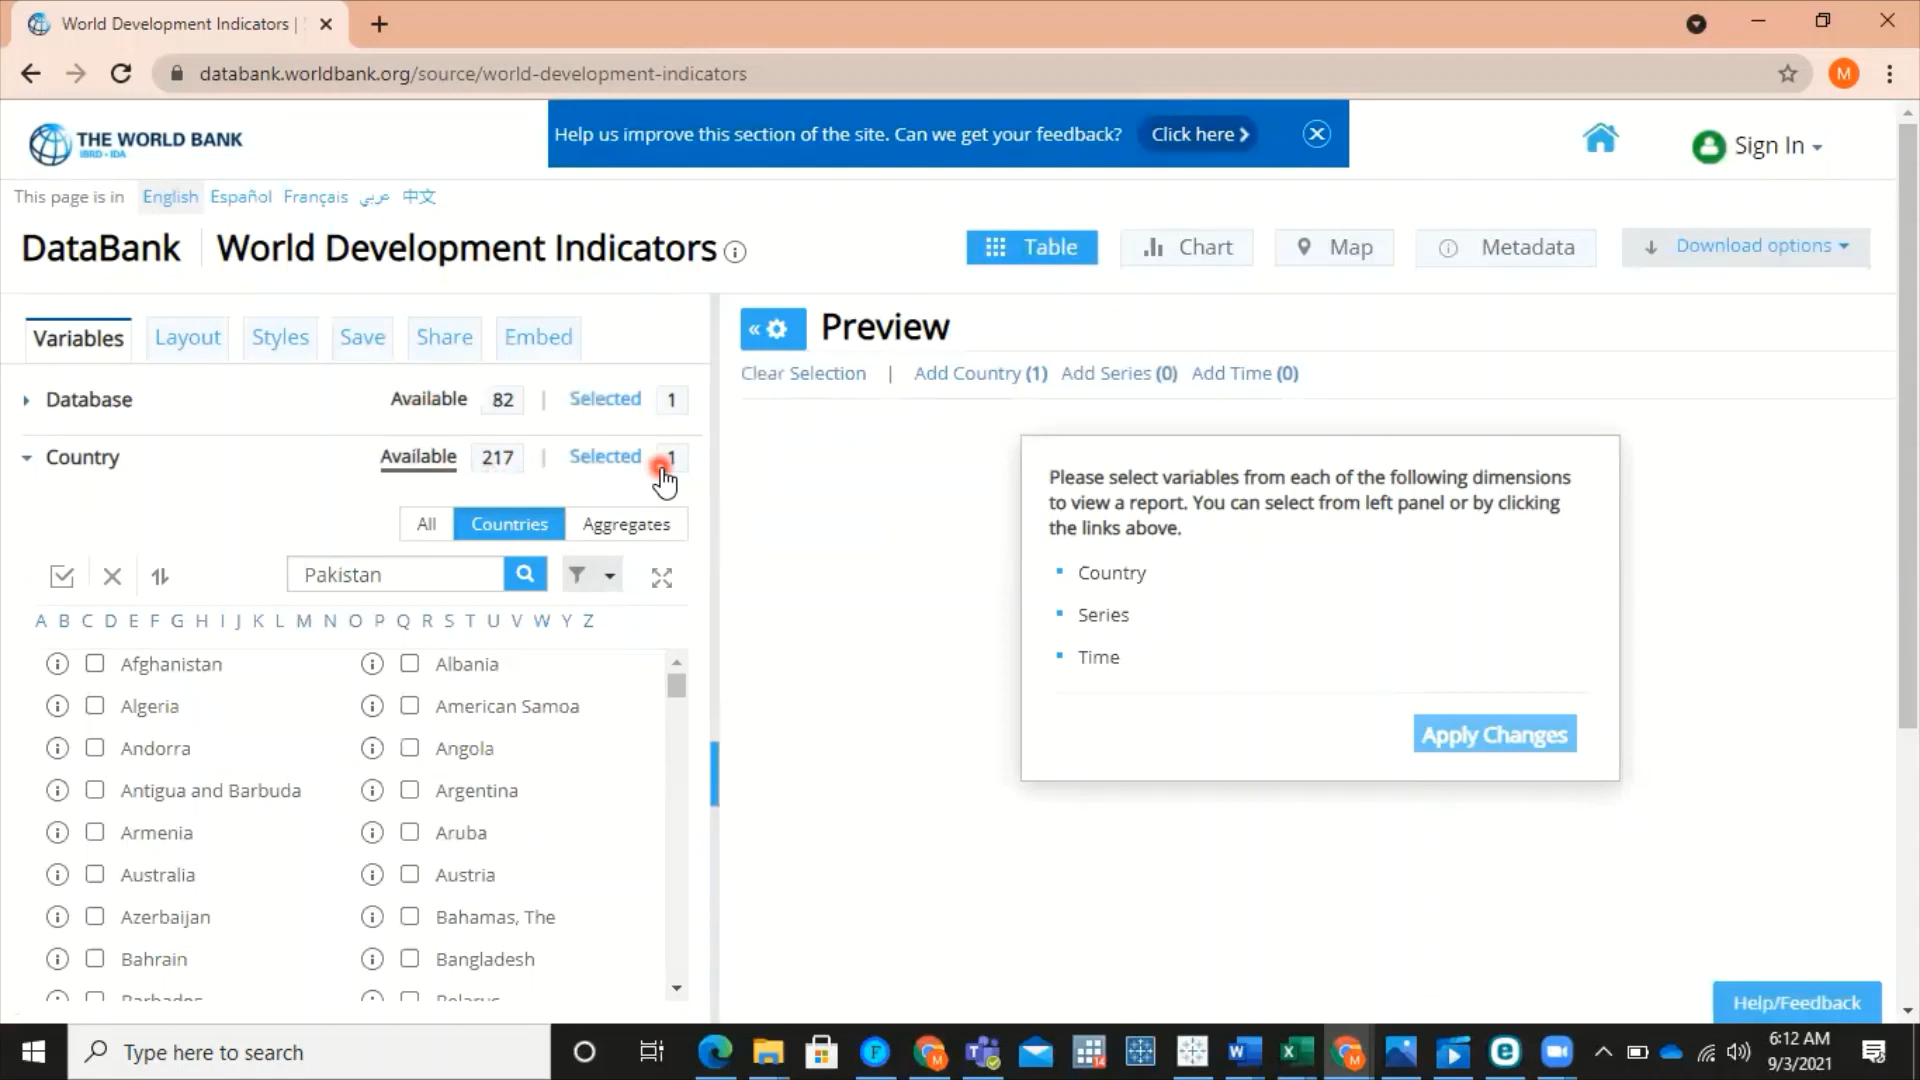 World Development Indicators |
databank.worldbank.org/source/world-development-indicators
M
THE WORLD BANK
IBRD • IDA
Help us improve this section of the site. Can we get your feedback? Click here
Sign In
This page is in English Español Français عربي 中文
DataBank World Development Indicators
Table Chart Map Metadata Download options
Variables Layout Styles Save Share Embed
« Preview
Clear Selection | Add Country (1) Add Series (0) Add Time (0)
Database Available 82 | Selected 1
Country Available 217 | Selected 1
Please select variables from each of the following dimensions
to view a report. You can select from left panel or by clicking
the links above.
Country
Series
Time
Apply Changes
All Countries Aggregates
Pakistan
A B C D E F G H I J K L M N O P Q R S T U V W Y Z
Afghanistan Albania
Algeria American Samoa
Andorra Angola
Antigua and Barbuda Argentina
Armenia Aruba
Australia Austria
Azerbaijan Bahamas, The
Bahrain Bangladesh
Barbados Belarus
Help/Feedback
Type here to search
6:12 AM
9/3/2021